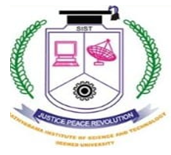 SIST
JUSTICE PEACE REVOLUTION
SATHYABAMA INSTITUTE OF SCIENCE AND TECHNOLOGY
DEEMED UNIVERSITY